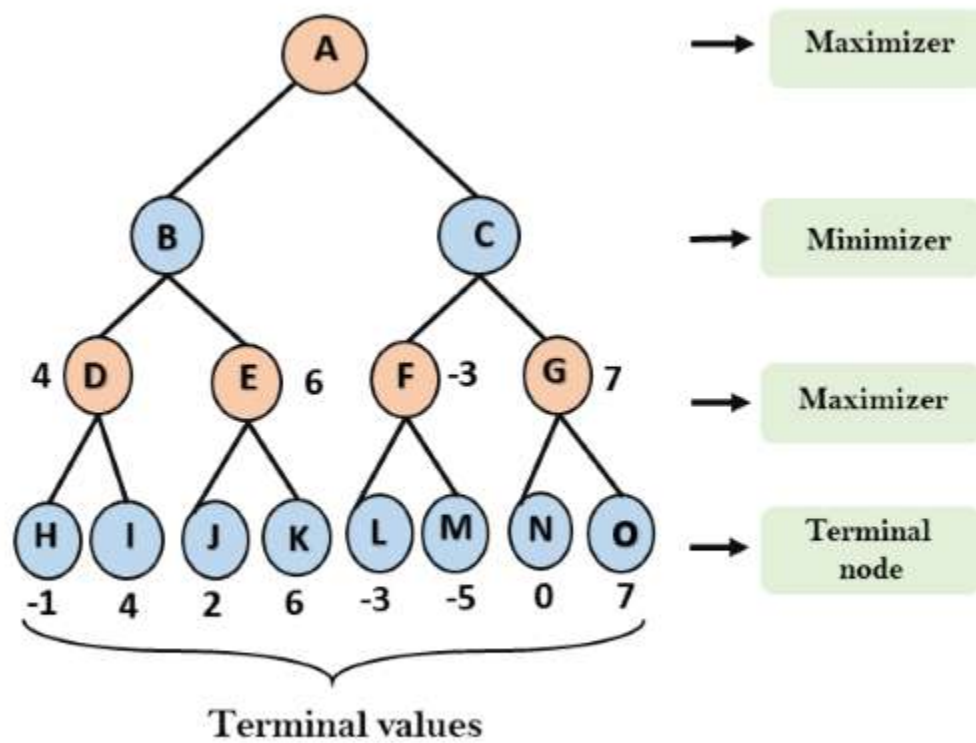 A
Maximizer
B
C
Minimizer
4 D
E 6
F -3
G 7
Maximizer
H I J K L M N O
Terminal
node
-1 4 2 6 -3 -5 0 7
Terminal values